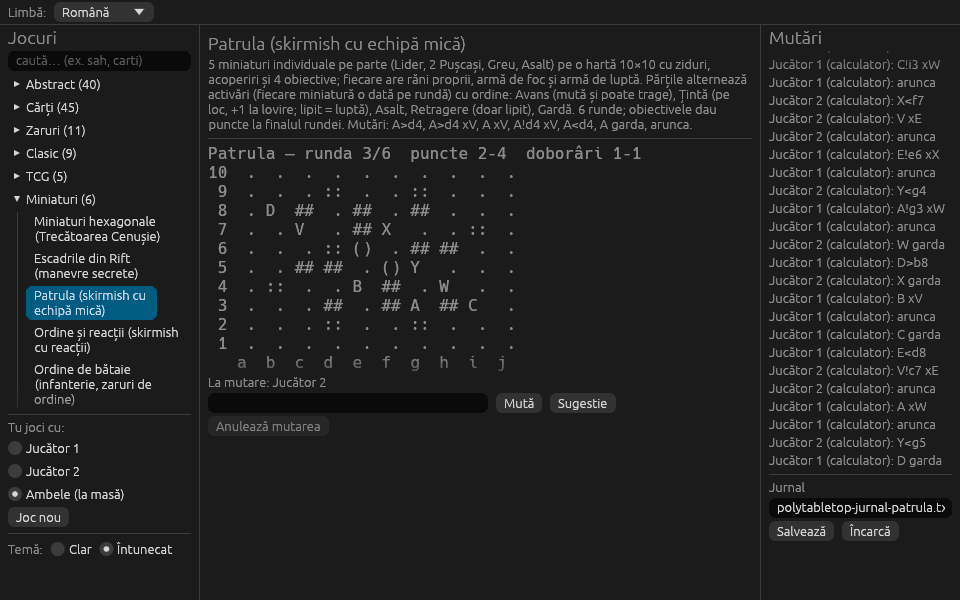 Limbă: Română
Jocuri
caută... (ex. sah, carti)
Abstract (40)
Cărți (45)
Zaruri (11)
Clasic (9)
TCG (5)
Miniaturi (6)
Miniaturi hexagonale
(Trecătoarea Cenușie)
Escadrile din Rift
(manevre secrete)
Patrula (skirmish cu
echipă mică)
Ordine și reacții (skirmish
cu reacții)
Ordine de bătaie
(infanterie, zaruri de
ordine)
Tu joci cu:
Jucător 1
Jucător 2
Ambele (la masă)
Joc nou
Temă: Clar Întunecat
Patrula (skirmish cu echipă mică)
5 miniaturi individuale pe parte (Lider, 2 Pușcași, Greu, Asalt) pe o hartă 10×10 cu ziduri,
acoperiri și 4 obiective; fiecare are răni proprii, armă de foc și armă de luptă. Părțile alternează
activări (fiecare miniatură o dată pe rundă) cu ordine: Avans (mută și poate trage), Țintă (pe
loc, +1 la lovire; lipit = luptă), Asalt, Retragere (doar lipit), Gardă. 6 runde; obiectivele dau
puncte la finalul rundei. Mutări: A>d4, A>d4 xV, A xV, A!d4 xV, A<d4, A garda, arunca.
Patrula — runda 3/6  puncte 2-4  doborâri 1-1
10 . . . . . . . . . .
9 . . . :: . . :: . . .
8 . D ## . ## . ## . . .
7 . . V . ## X . . :: .
6 . . . :: () . ## ## . .
5 . . ## ## . () Y . . .
4 . :: . . B ## . W . .
3 . . . ## . ## A ## C .
2 . . . :: . . :: . . .
1 . . . . . . . . . .
a b c d e f g h i j
La mutare: Jucător 2
Mută Sugestie
Anulează mutarea
Mutări
Jucător 1 (calculator): C!i3 xW
Jucător 1 (calculator): arunca
Jucător 2 (calculator): X<f7
Jucător 2 (calculator): V xE
Jucător 2 (calculator): arunca
Jucător 1 (calculator): E!e6 xX
Jucător 1 (calculator): arunca
Jucător 2 (calculator): Y<g4
Jucător 1 (calculator): A!g3 xW
Jucător 1 (calculator): arunca
Jucător 2 (calculator): W garda
Jucător 1 (calculator): D>b8
Jucător 2 (calculator): X garda
Jucător 1 (calculator): B xV
Jucător 1 (calculator): arunca
Jucător 1 (calculator): C garda
Jucător 1 (calculator): E<d8
Jucător 2 (calculator): V!c7 xE
Jucător 2 (calculator): arunca
Jucător 1 (calculator): A xW
Jucător 1 (calculator): arunca
Jucător 2 (calculator): Y<g5
Jucător 1 (calculator): D garda
Jurnal
polytabletop-jurnal-patrula.tx
Salvează Încarcă